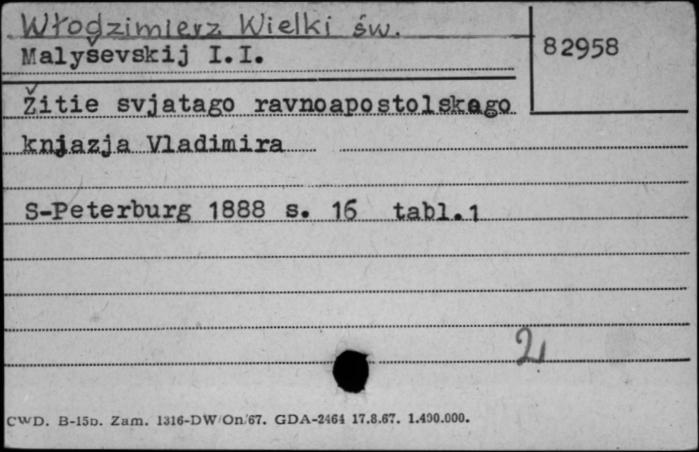 Włodzimierz Wielki św.
Malyševskij I.I.
82958
Žitie svjatago ravnoapostolskago
knjazja Vladimira
S-Peterburg 1888 s. 16 tabl.1
2
CWD. B-15b. Zam. 1316-DW/On/67. GDA-2464 17.8.67. 1.400.000.